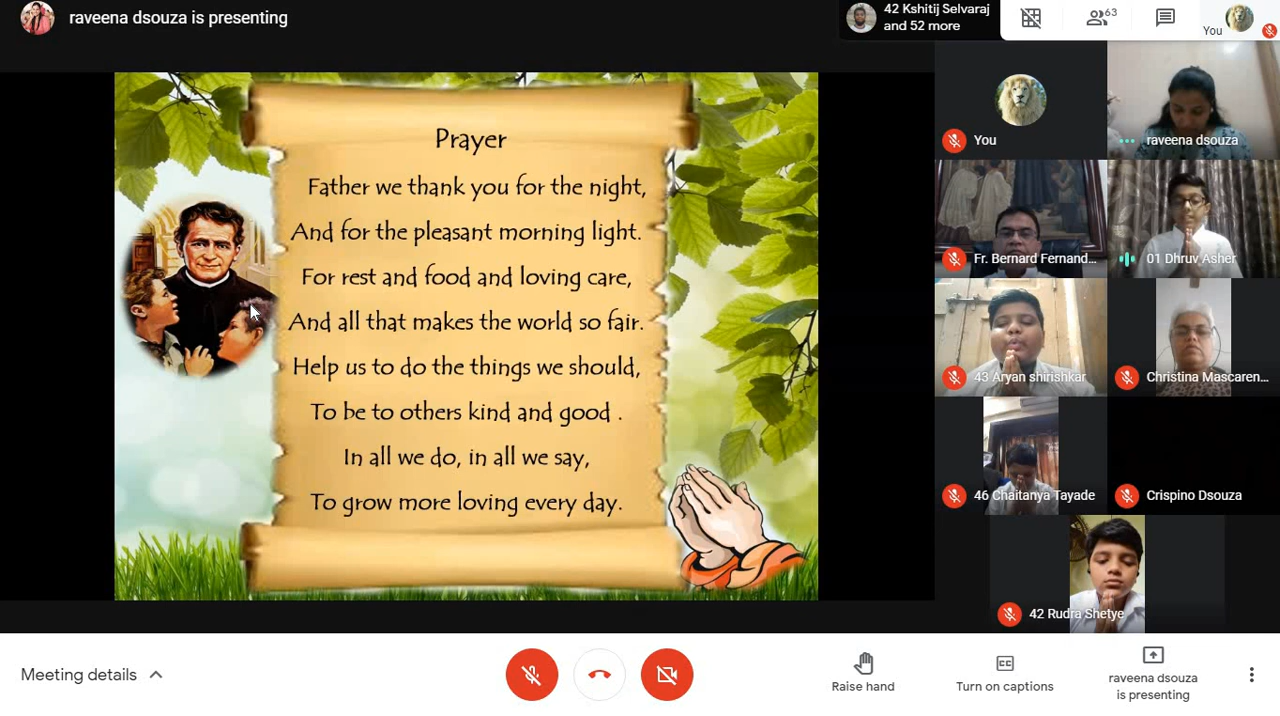 raveena dsouza is presenting
42 Kshitij Selvaraj
and 52 more
63
You
Prayer
Father we thank you for the night,
And for the pleasant morning light.
For rest and food and loving care,
And all that makes the world so fair.
Help us to do the things we should,
To be to others kind and good .
In all we do, in all we say,
To grow more loving every day.
You
raveena dsouza
Fr. Bernard Fernand...
01 Dhruv Asher
43 Aryan shirishkar
Christina Mascaren...
46 Chaitanya Tayade
Crispino Dsouza
42 Rudra Shetye
Meeting details
Raise hand
CC
Turn on captions
raveena dsouza
is presenting